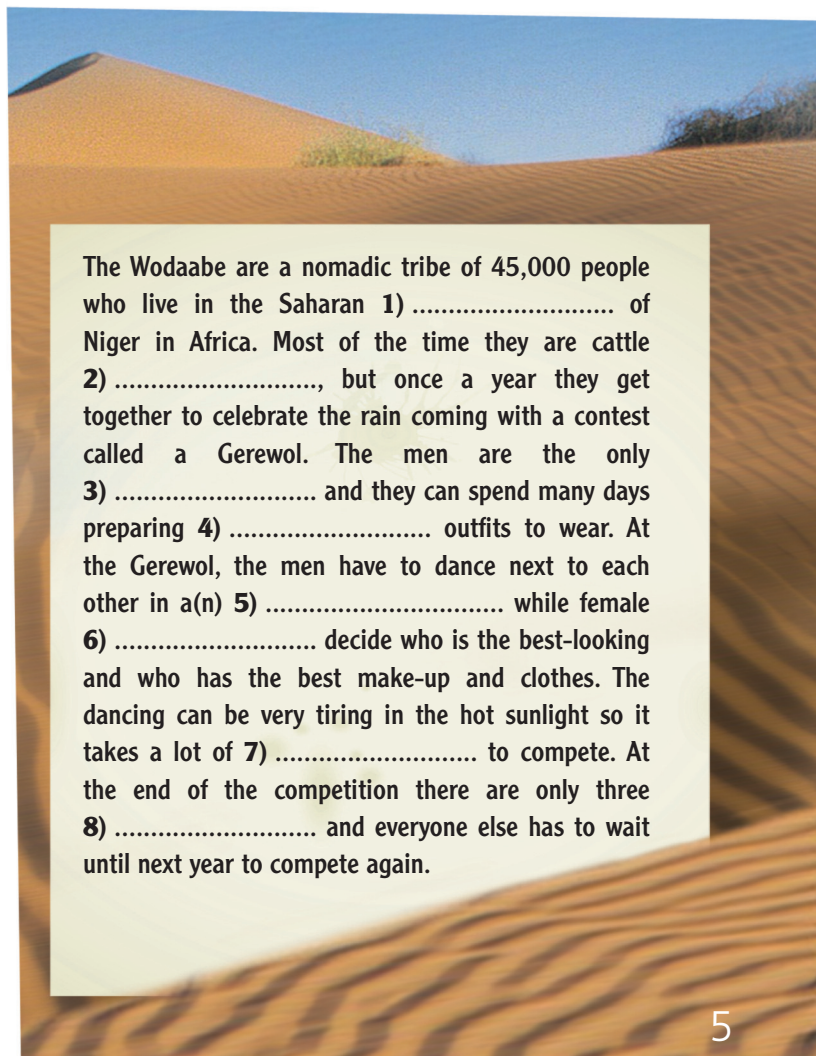 The Wodaabe are a nomadic tribe of 45,000 people
who live in the Saharan 1) ............................ of
Niger in Africa. Most of the time they are cattle
2) ............................, but once a year they get
together to celebrate the rain coming with a contest
called a Gerewol. The men are the only
3) ............................ and they can spend many days
preparing 4) ............................ outfits to wear. At
the Gerewol, the men have to dance next to each
other in a(n) 5) ................................. while female
6) ............................ decide who is the best-looking
and who has the best make-up and clothes. The
dancing can be very tiring in the hot sunlight so it
takes a lot of 7) ............................ to compete. At
the end of the competition there are only three
8) ............................ and everyone else has to wait
until next year to compete again.
5